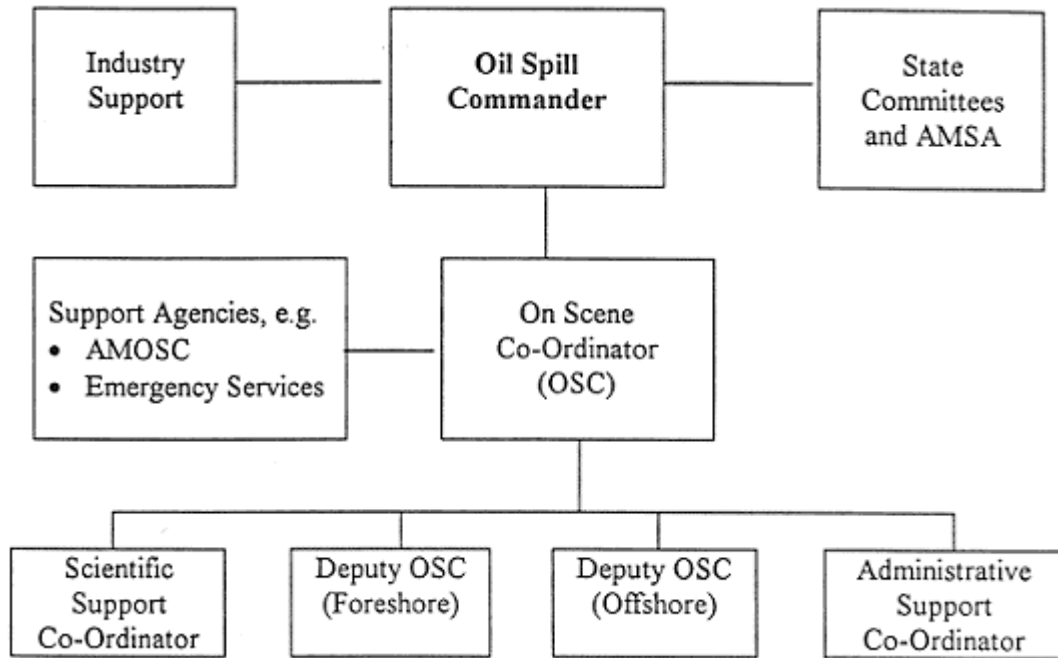 Industry
Support
Oil Spill
Commander
State
Committees
and AMSA
Support Agencies, e.g.
• AMOSC
• Emergency Services
On Scene
Co-Ordinator
(OSC)
Scientific
Support
Co-Ordinator
Deputy OSC
(Foreshore)
Deputy OSC
(Offshore)
Administrative
Support
Co-Ordinator